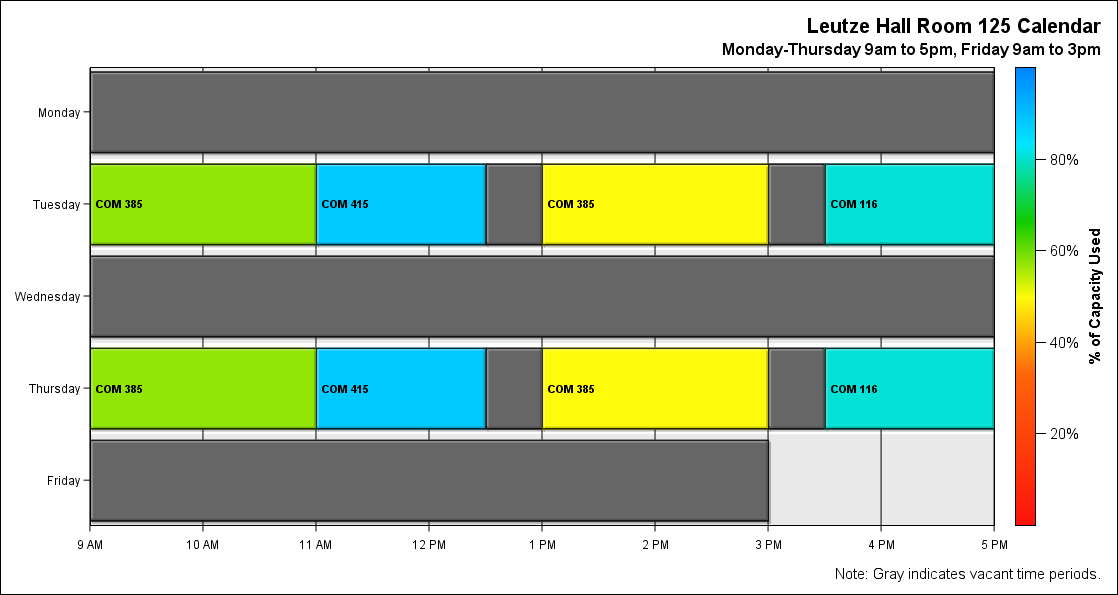 Leutze Hall Room 125 Calendar
Monday-Thursday 9am to 5pm, Friday 9am to 3pm
Monday
Tuesday
COM 385
COM 415
COM 385
COM 116
Wednesday
Thursday
COM 385
COM 415
COM 385
COM 116
Friday
9 AM
10 AM
11 AM
12 PM
1 PM
2 PM
3 PM
4 PM
5 PM
80%
60%
40%
20%
% of Capacity Used
Note: Gray indicates vacant time periods.